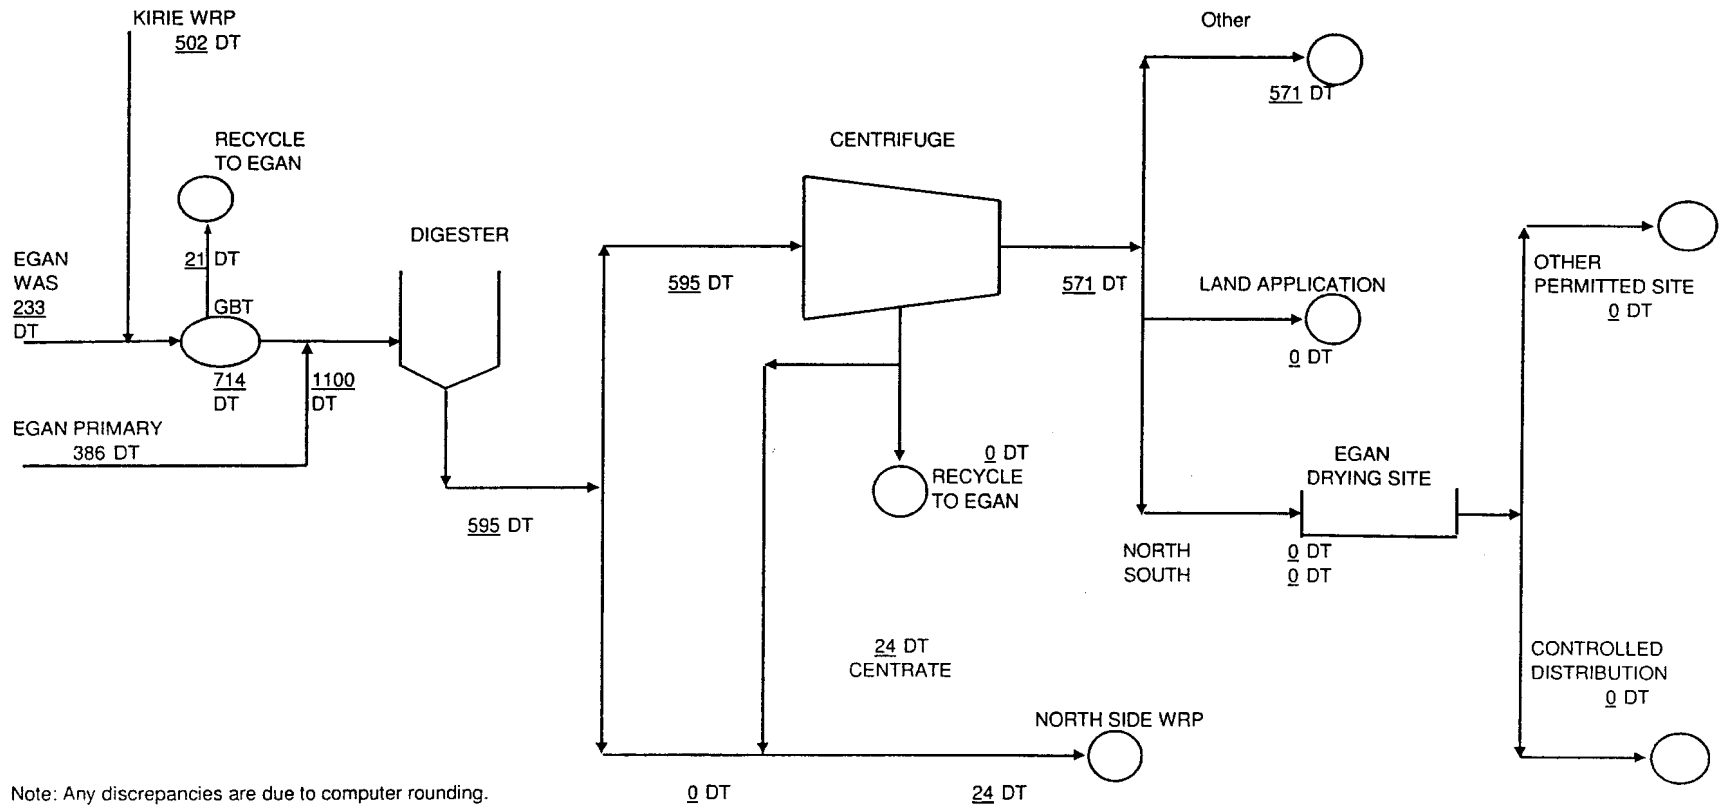 KIRIE WRP
502 DT
RECYCLE
TO EGAN
21 DT
EGAN
WAS
233
DT
GBT
714
DT
1100
DT
EGAN PRIMARY
386 DT
DIGESTER
595 DT
595 DT
CENTRIFUGE
571 DT
0 DT
RECYCLE
TO EGAN
24 DT
CENTRATE
NORTH SIDE WRP
0 DT
24 DT
Other
571 DT
LAND APPLICATION
0 DT
EGAN
DRYING SITE
NORTH
0 DT
SOUTH
0 DT
OTHER
PERMITTED SITE
0 DT
CONTROLLED
DISTRIBUTION
0 DT
Note: Any discrepancies are due to computer rounding.